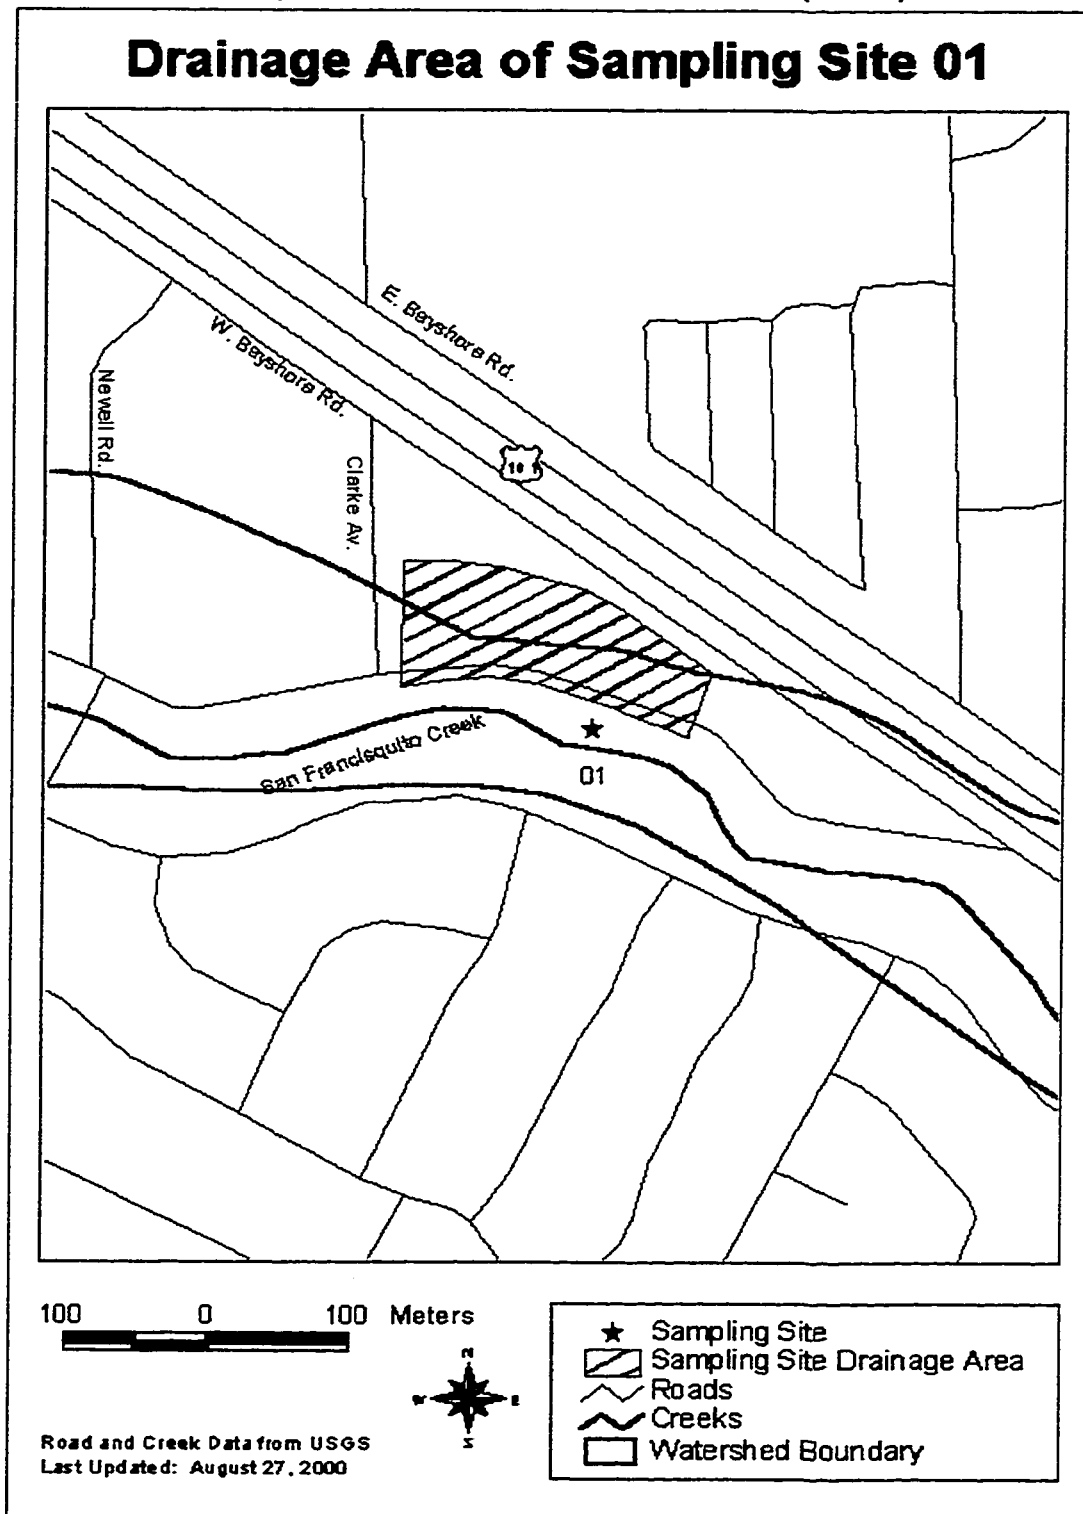 Drainage Area of Sampling Site 01
E. Bayshore Rd.
W. Bayshore Rd.
Newell Rd.
Clarke Av.
101
San Francisquito Creek
01
100 0 100 Meters
N
W E
S
Road and Creek Data from USGS
Last Updated: August 27, 2000
Sampling Site
Sampling Site Drainage Area
Roads
Creeks
Watershed Boundary